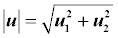 |u| = √(u₁² + u₂²)